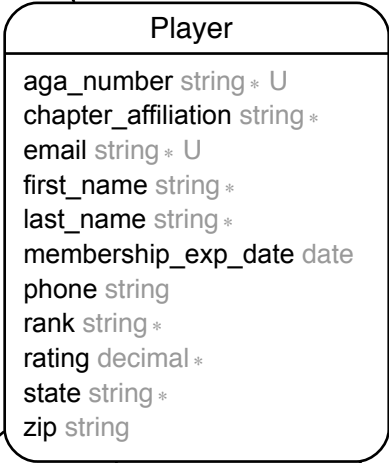 Player
aga_number string * U
chapter_affiliation string *
email string * U
first_name string *
last_name string *
membership_exp_date date
phone string
rank string *
rating decimal *
state string *
zip string